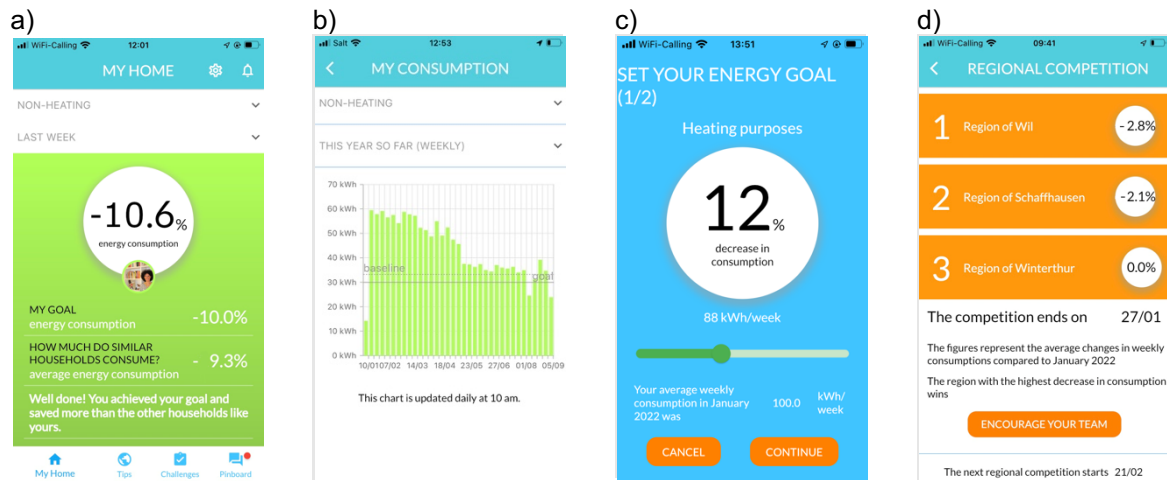 a)
WiFi-Calling 12:01
MY HOME
NON-HEATING
LAST WEEK
-10.6%
energy consumption
MY GOAL
energy consumption
-10.0%
HOW MUCH DO SIMILAR
HOUSEHOLDS CONSUME?
average energy consumption
- 9.3%
Well done! You achieved your goal and
saved more than the other households like
yours.
My Home Tips Challenges Pinboard
b)
Salt 12:53
MY CONSUMPTION
NON-HEATING
THIS YEAR SO FAR (WEEKLY)
70 kWh
60 kWh
50 kWh
40 kWh
baseline
goal
30 kWh
20 kWh
10 kWh
0 kWh
10/01 07/02 14/03 18/04 23/05 27/06 01/08 05/09
This chart is updated daily at 10 am.
c)
WiFi-Calling 13:51
SET YOUR ENERGY GOAL
(1/2)
Heating purposes
12%
decrease in
consumption
88 kWh/week
Your average weekly
consumption in January
2022 was
100.0
kWh/
week
CANCEL CONTINUE
d)
WiFi-Calling 09:41
REGIONAL COMPETITION
1 Region of Wil -2.8%
2 Region of Schaffhausen -2.1%
3 Region of Winterthur 0.0%
The competition ends on 27/01
The figures represent the average changes in weekly
consumptions compared to January 2022
The region with the highest decrease in consumption
wins
ENCOURAGE YOUR TEAM
The next regional competition starts 21/02